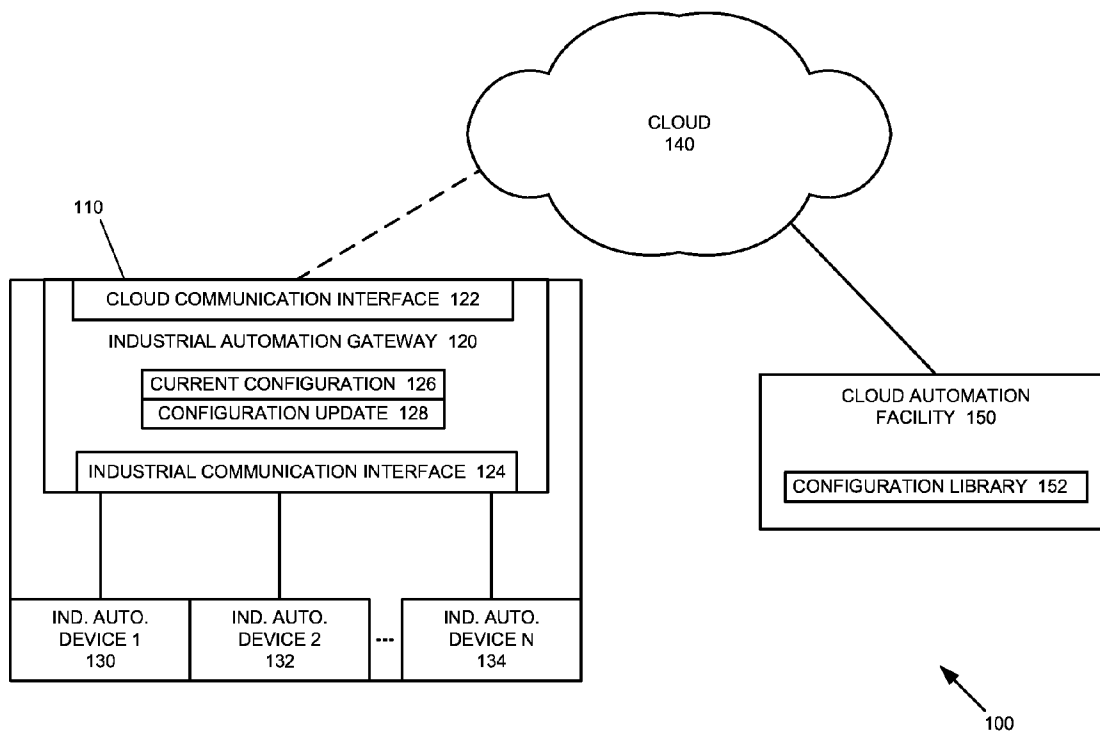 CLOUD
140
110
CLOUD COMMUNICATION INTERFACE 122
INDUSTRIAL AUTOMATION GATEWAY 120
CURRENT CONFIGURATION 126
CONFIGURATION UPDATE 128
INDUSTRIAL COMMUNICATION INTERFACE 124
CLOUD AUTOMATION
FACILITY 150
CONFIGURATION LIBRARY 152
IND. AUTO.
DEVICE 1
130
IND. AUTO.
DEVICE 2
132
...
IND. AUTO.
DEVICE N
134
100